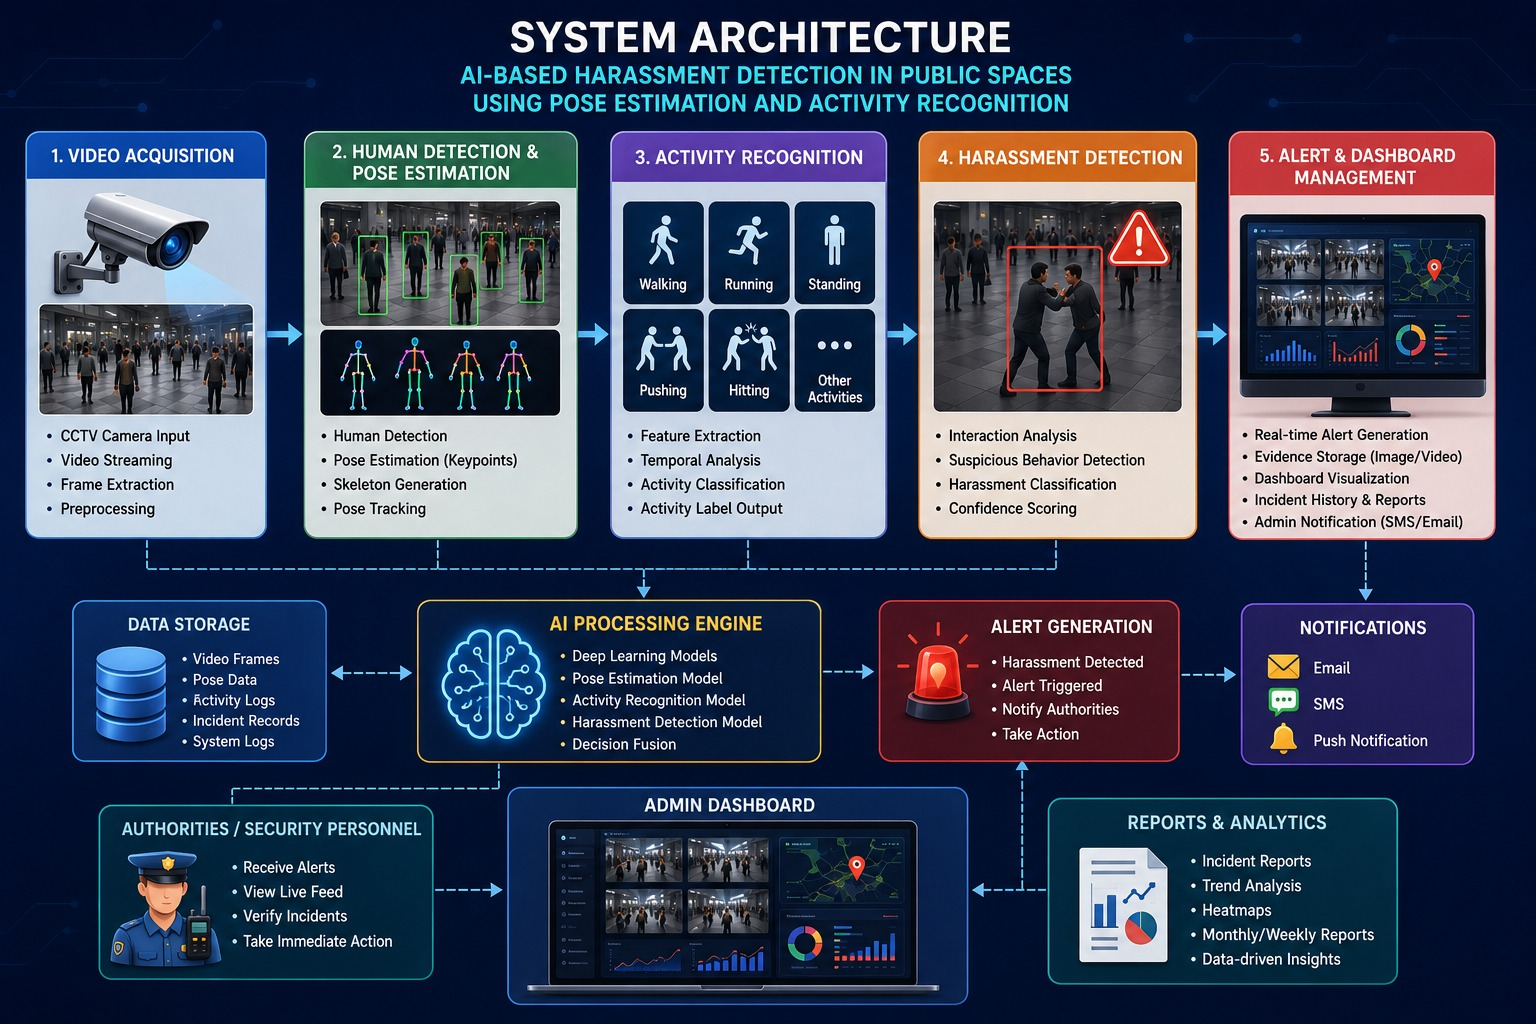 SYSTEM ARCHITECTURE
AI-BASED HARASSMENT DETECTION IN PUBLIC SPACES
USING POSE ESTIMATION AND ACTIVITY RECOGNITION
1. VIDEO ACQUISITION
• CCTV Camera Input
• Video Streaming
• Frame Extraction
• Preprocessing
2. HUMAN DETECTION &
POSE ESTIMATION
• Human Detection
• Pose Estimation (Keypoints)
• Skeleton Generation
• Pose Tracking
3. ACTIVITY RECOGNITION
Walking
Running
Standing
Pushing
Hitting
Other
Activities
• Feature Extraction
• Temporal Analysis
• Activity Classification
• Activity Label Output
4. HARASSMENT DETECTION
• Interaction Analysis
• Suspicious Behavior Detection
• Harassment Classification
• Confidence Scoring
5. ALERT & DASHBOARD
MANAGEMENT
• Real-time Alert Generation
• Evidence Storage (Image/Video)
• Dashboard Visualization
• Incident History & Reports
• Admin Notification (SMS/Email)
DATA STORAGE
• Video Frames
• Pose Data
• Activity Logs
• Incident Records
• System Logs
AI PROCESSING ENGINE
• Deep Learning Models
• Pose Estimation Model
• Activity Recognition Model
• Harassment Detection Model
• Decision Fusion
ALERT GENERATION
• Harassment Detected
• Alert Triggered
• Notify Authorities
• Take Action
NOTIFICATIONS
Email
SMS
Push Notification
AUTHORITIES / SECURITY PERSONNEL
• Receive Alerts
• View Live Feed
• Verify Incidents
• Take Immediate Action
ADMIN DASHBOARD
REPORTS & ANALYTICS
• Incident Reports
• Trend Analysis
• Heatmaps
• Monthly/Weekly Reports
• Data-driven Insights